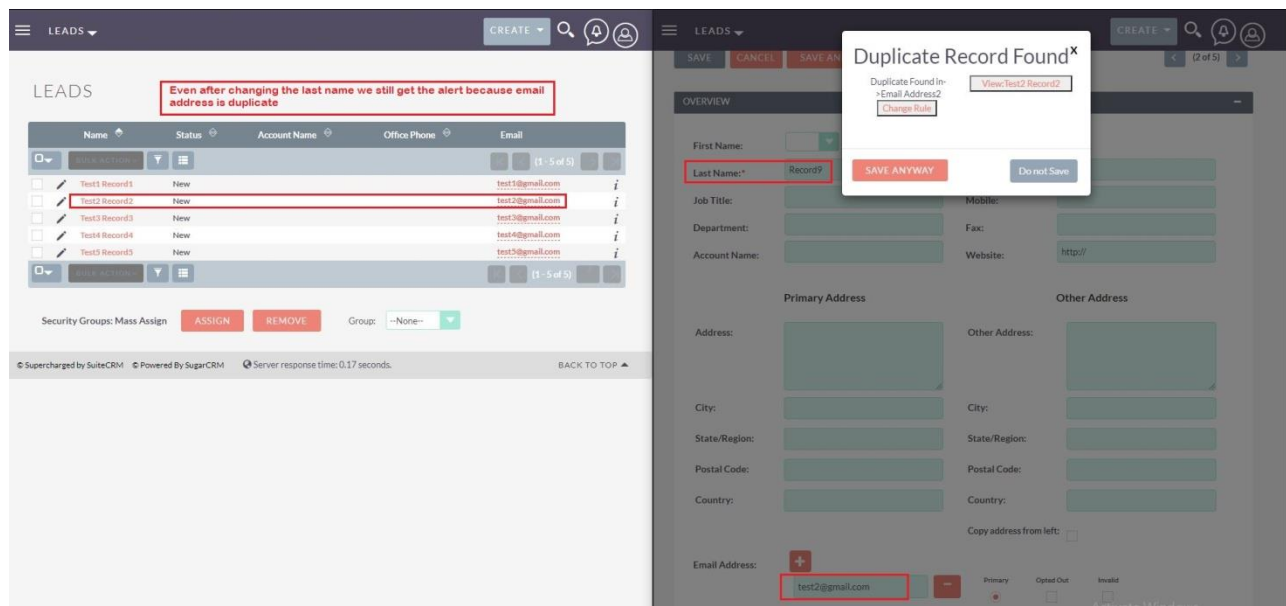 LEADS
CREATE
LEADS
Even after changing the last name we still get the alert because email
address is duplicate
Name Status Account Name Office Phone Email
BULK ACTION (1 - 5 of 5)
Test1 Record1 New test1@gmail.com i
Test2 Record2 New test2@gmail.com i
Test3 Record3 New test3@gmail.com i
Test4 Record4 New test4@gmail.com i
Test5 Record5 New test5@gmail.com i
BULK ACTION (1 - 5 of 5)
Security Groups: Mass Assign ASSIGN REMOVE Group: --None--
© Supercharged by SuiteCRM © Powered By SugarCRM Server response time: 0.17 seconds. BACK TO TOP
LEADS
CREATE
SAVE CANCEL SAVE AN (2 of 5)
Duplicate Record Found X
Duplicate Found In-
>Email Address2
Change Rule
View:Test2 Record2
SAVE ANYWAY Do not Save
OVERVIEW
First Name:
Last Name:* Record9
Job Title: Mobile:
Department: Fax:
Account Name: Website: http://
Primary Address Other Address
Address: Other Address:
City: City:
State/Region: State/Region:
Postal Code: Postal Code:
Country: Country:
Copy address from left:
Email Address:
Primary Opted Out Invalid
test2@gmail.com